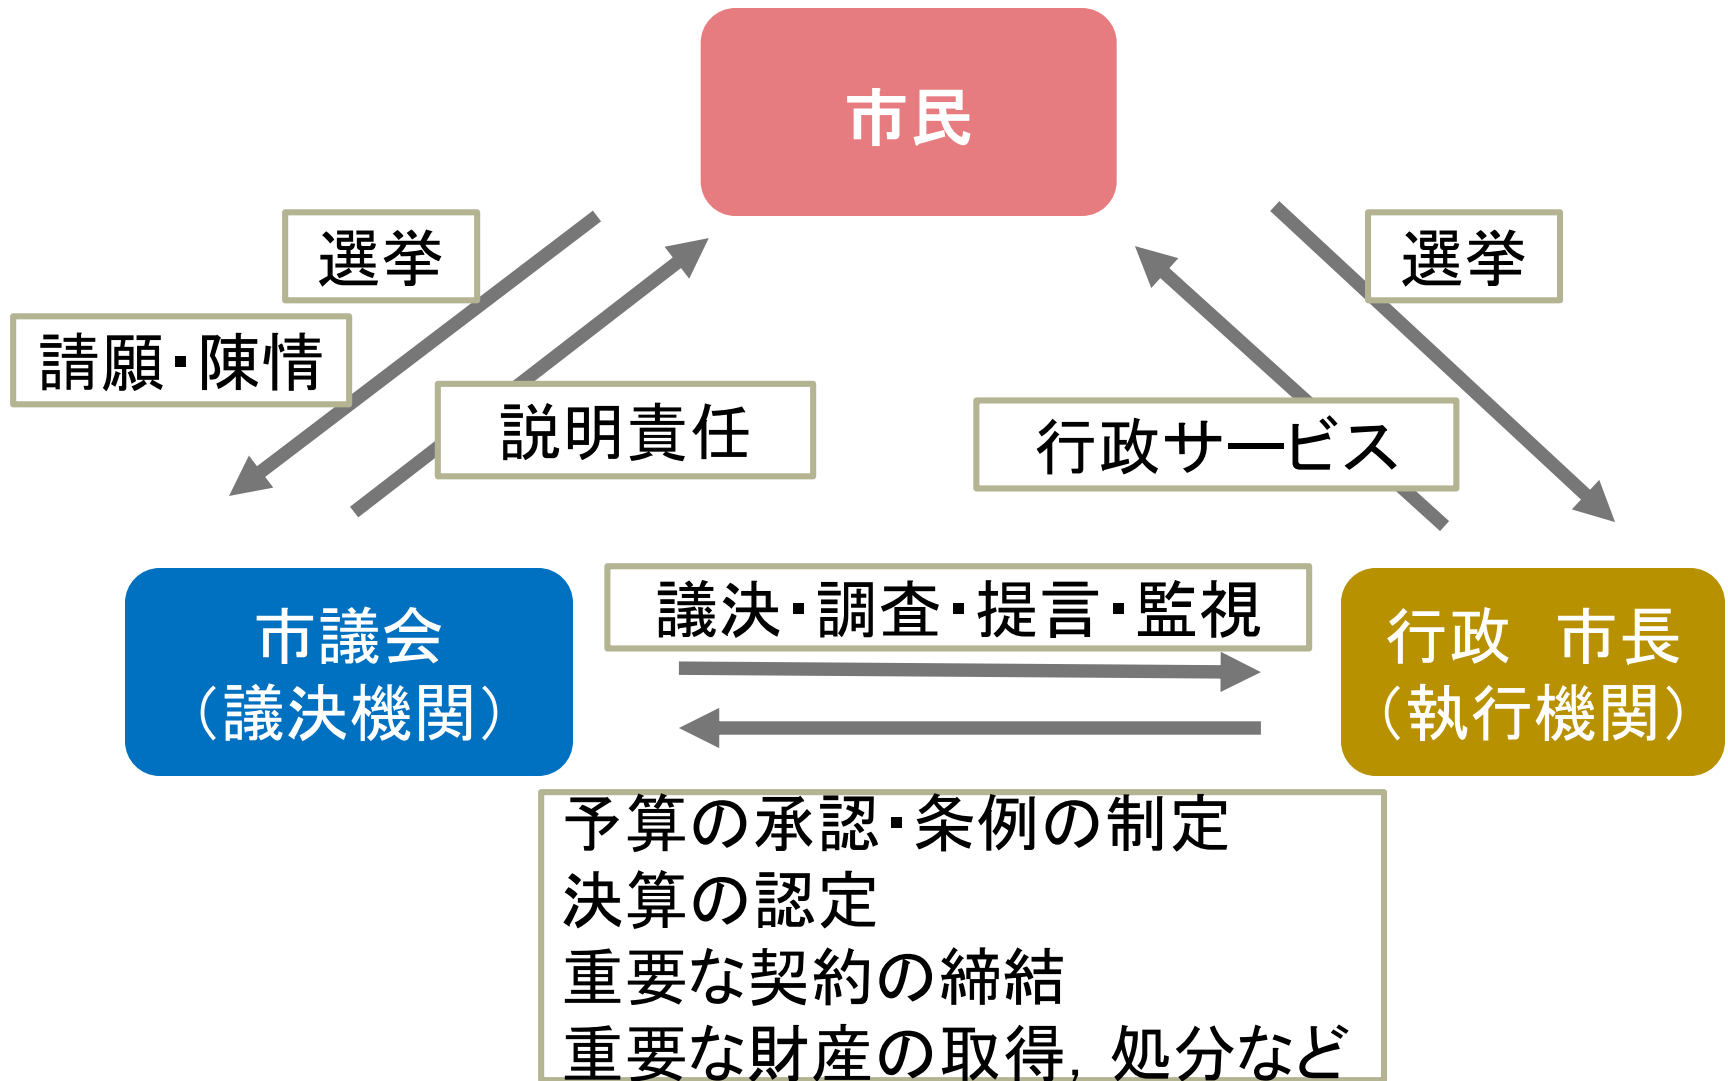 市民
選挙
選挙
請願・陳情
説明責任
行政サービス
議決・調査・提言・監視
市議会
（議決機関）
行政　市長
（執行機関）
予算の承認・条例の制定
決算の認定
重要な契約の締結
重要な財産の取得，処分など